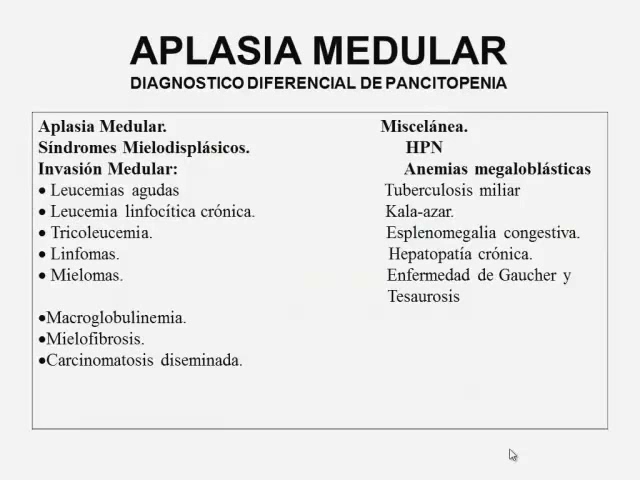 APLASIA MEDULAR
DIAGNOSTICO DIFERENCIAL DE PANCITOPENIA
Aplasia Medular.
Síndromes Mielodisplásicos.
Invasión Medular:
• Leucemias agudas
• Leucemia linfocítica crónica.
• Tricoleucemia.
• Linfomas.
• Mielomas.
•Macroglobulinemia.
•Mielofibrosis.
•Carcinomatosis diseminada.
Miscelánea.
HPN
Anemias megaloblásticas
Tuberculosis miliar
Kala-azar.
Esplenomegalia congestiva.
Hepatopatía crónica.
Enfermedad de Gaucher y
Tesaurosis